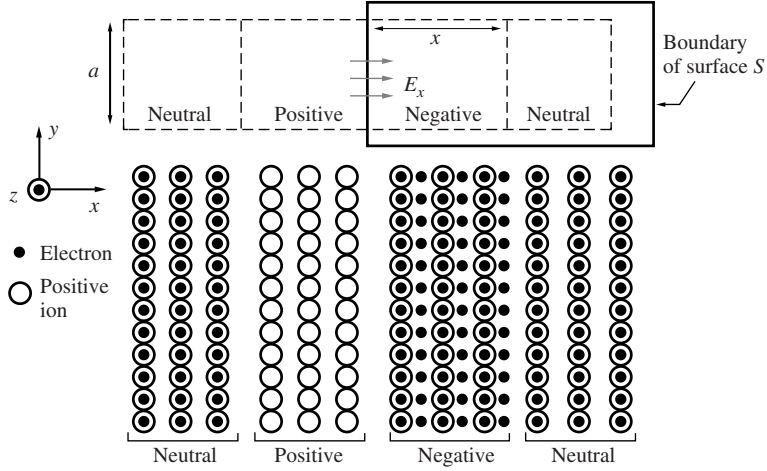 x
Boundary
of surface S
a
E_x
Neutral Positive Negative Neutral
y
z
x
Electron
Positive
ion
Neutral Positive Negative Neutral